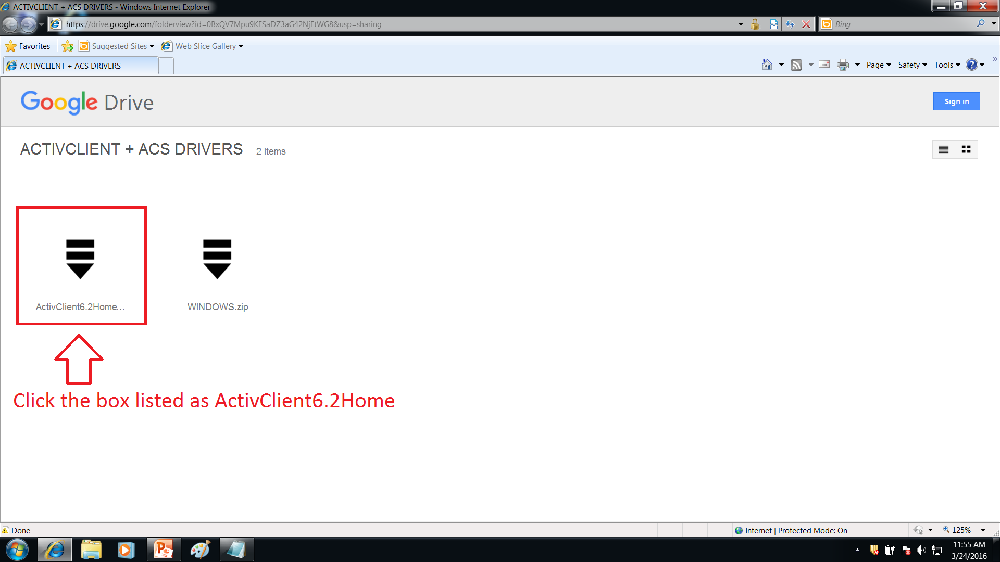 ACTIVCLIENT + ACS DRIVERS - Windows Internet Explorer
https://drive.google.com/folderview?id=0BxQV7Mpu9KFSaDZ3aG42NjFtWG8&usp=sharing
Bing
Favorites
Suggested Sites
Web Slice Gallery
ACTIVCLIENT + ACS DRIVERS
Page
Safety
Tools
Google Drive
Sign in
ACTIVCLIENT + ACS DRIVERS 2 items
ActivClient6.2Home...
WINDOWS.zip
Click the box listed as ActivClient6.2Home
Done
Internet | Protected Mode: On
125%
11:55 AM
3/24/2016